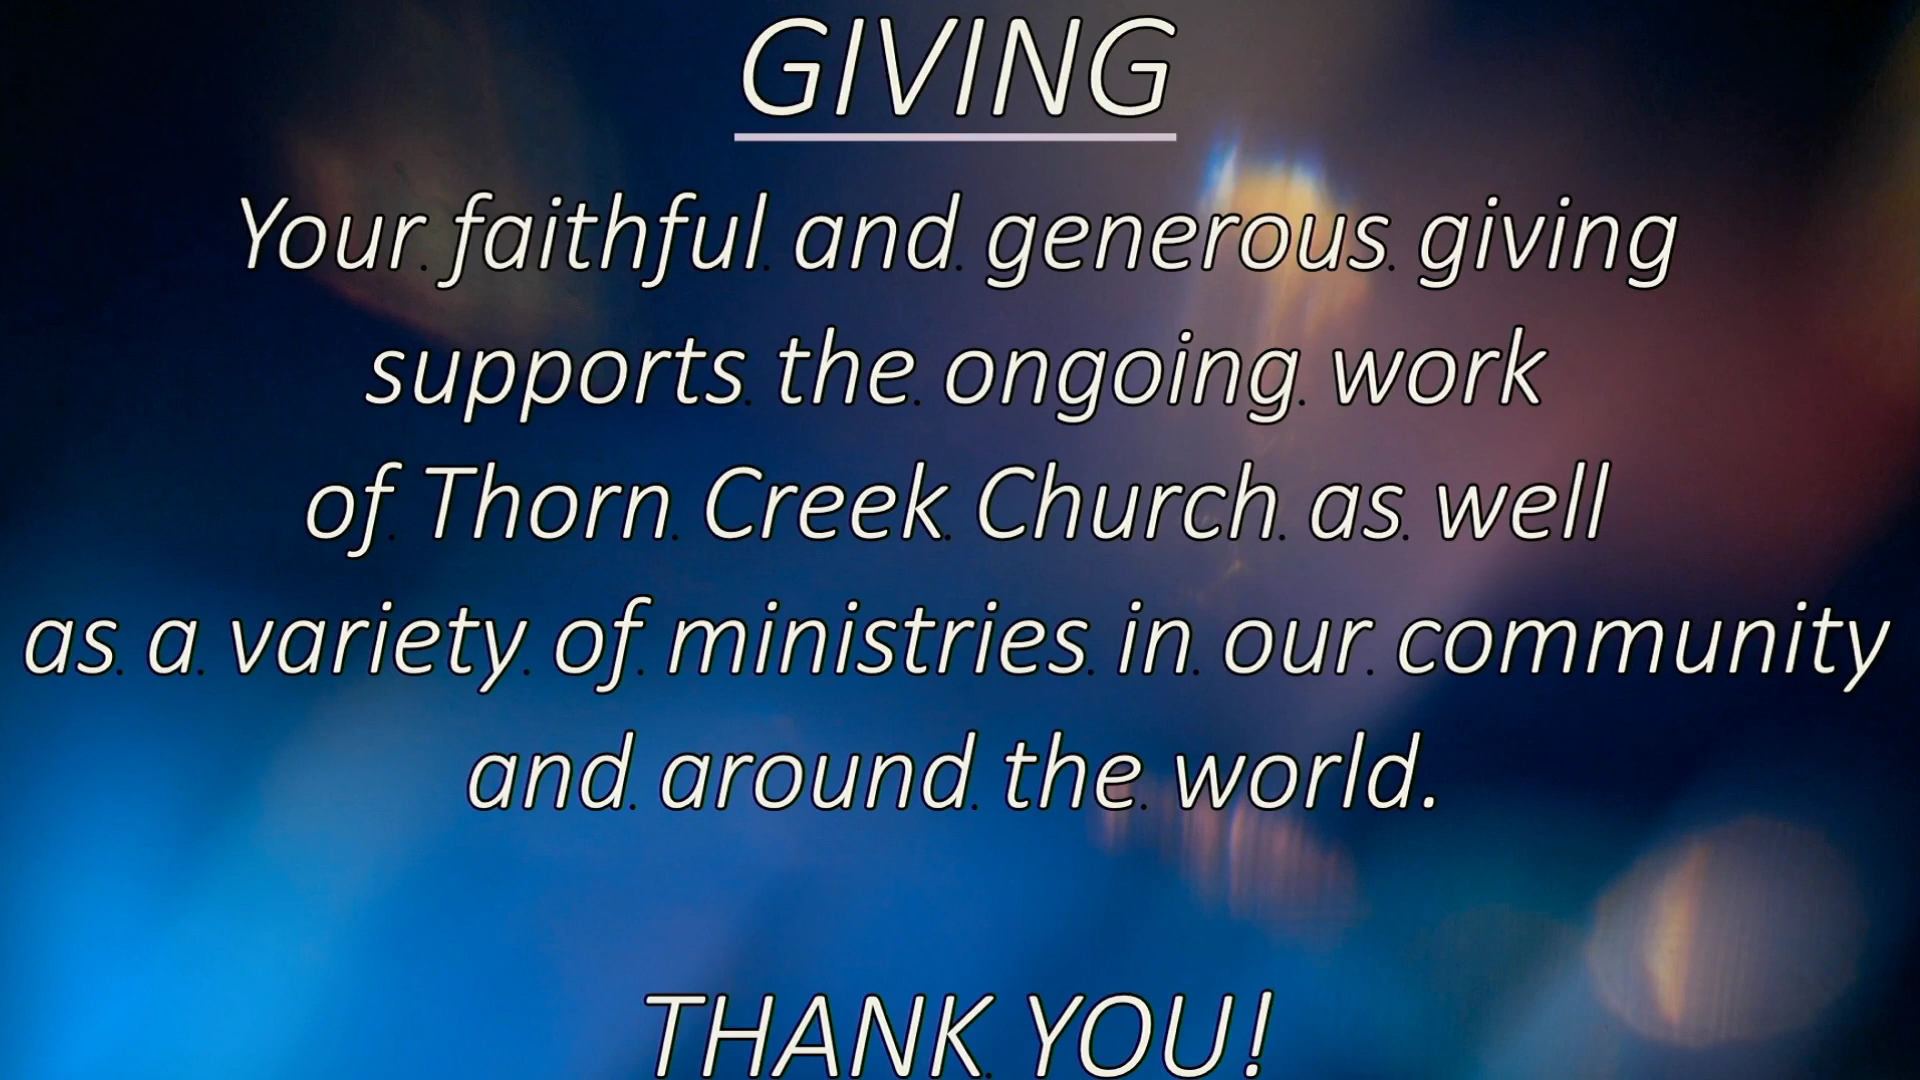 GIVING
Your faithful and generous giving
supports the ongoing work
of Thorn Creek Church as well
as a variety of ministries in our community
and around the world.
THANK YOU!